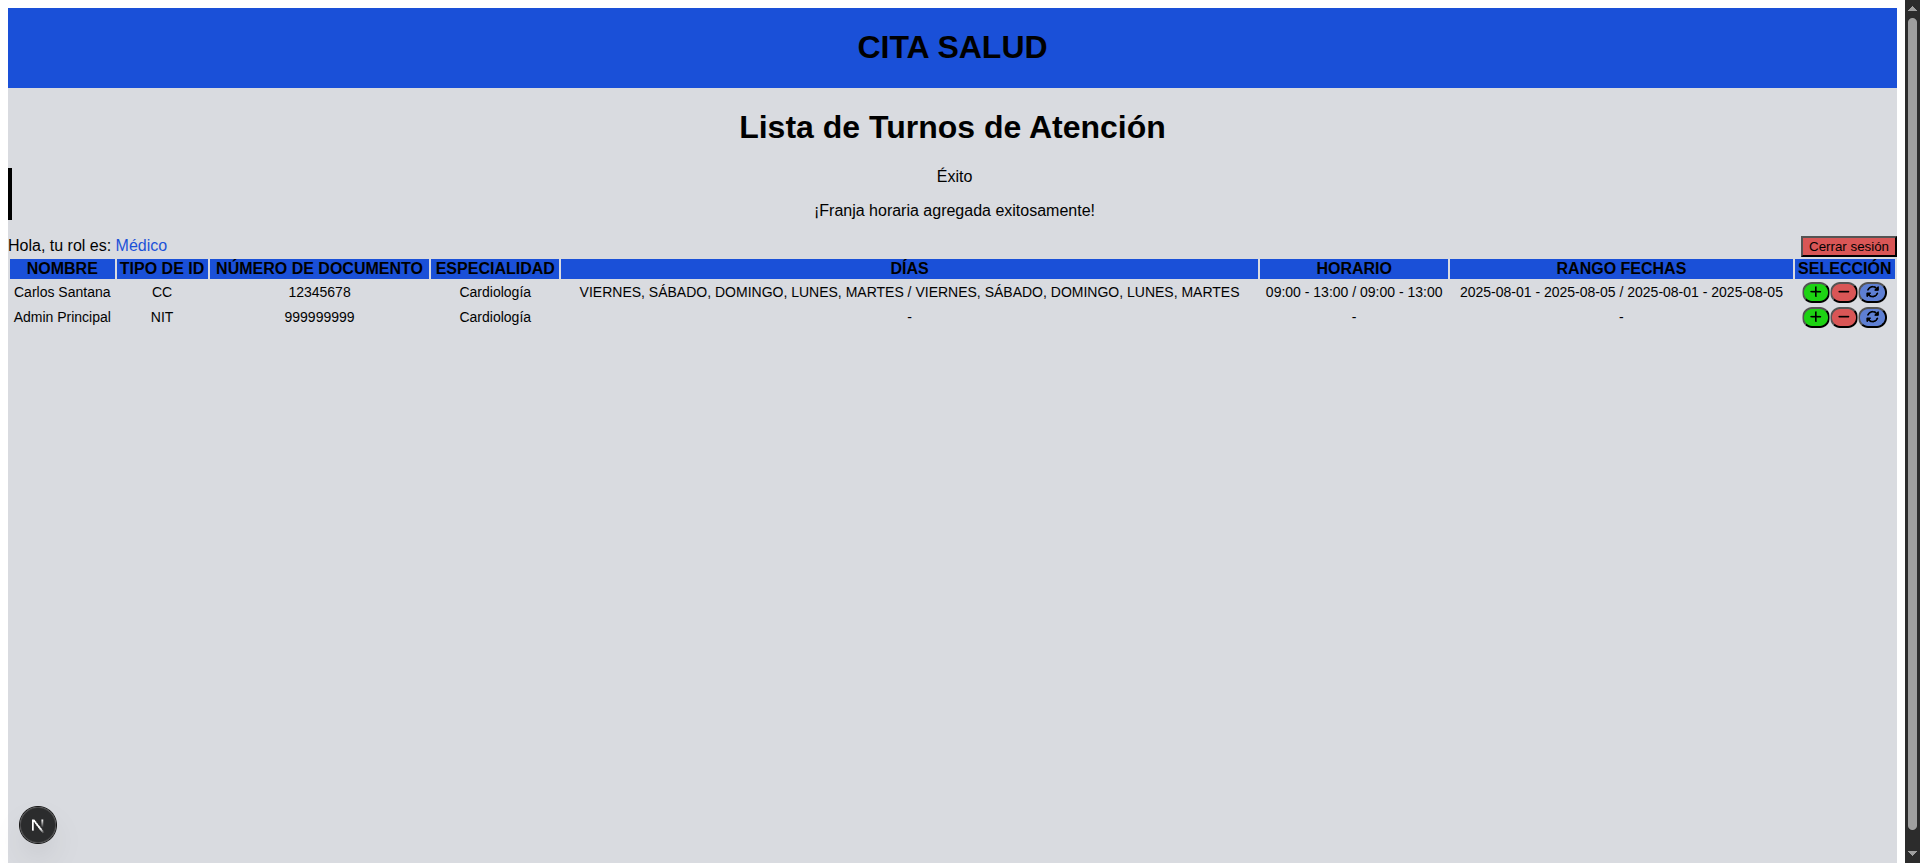 CITA SALUD
Lista de Turnos de Atención
Éxito
¡Franja horaria agregada exitosamente!
Hola, tu rol es: Médico
Cerrar sesión
NOMBRE TIPO DE ID NÚMERO DE DOCUMENTO ESPECIALIDAD DÍAS HORARIO RANGO FECHAS SELECCIÓN
Carlos Santana CC 12345678 Cardiología VIERNES, SÁBADO, DOMINGO, LUNES, MARTES / VIERNES, SÁBADO, DOMINGO, LUNES, MARTES 09:00 - 13:00 / 09:00 - 13:00 2025-08-01 - 2025-08-05 / 2025-08-01 - 2025-08-05
Admin Principal NIT 999999999 Cardiología - - -
N